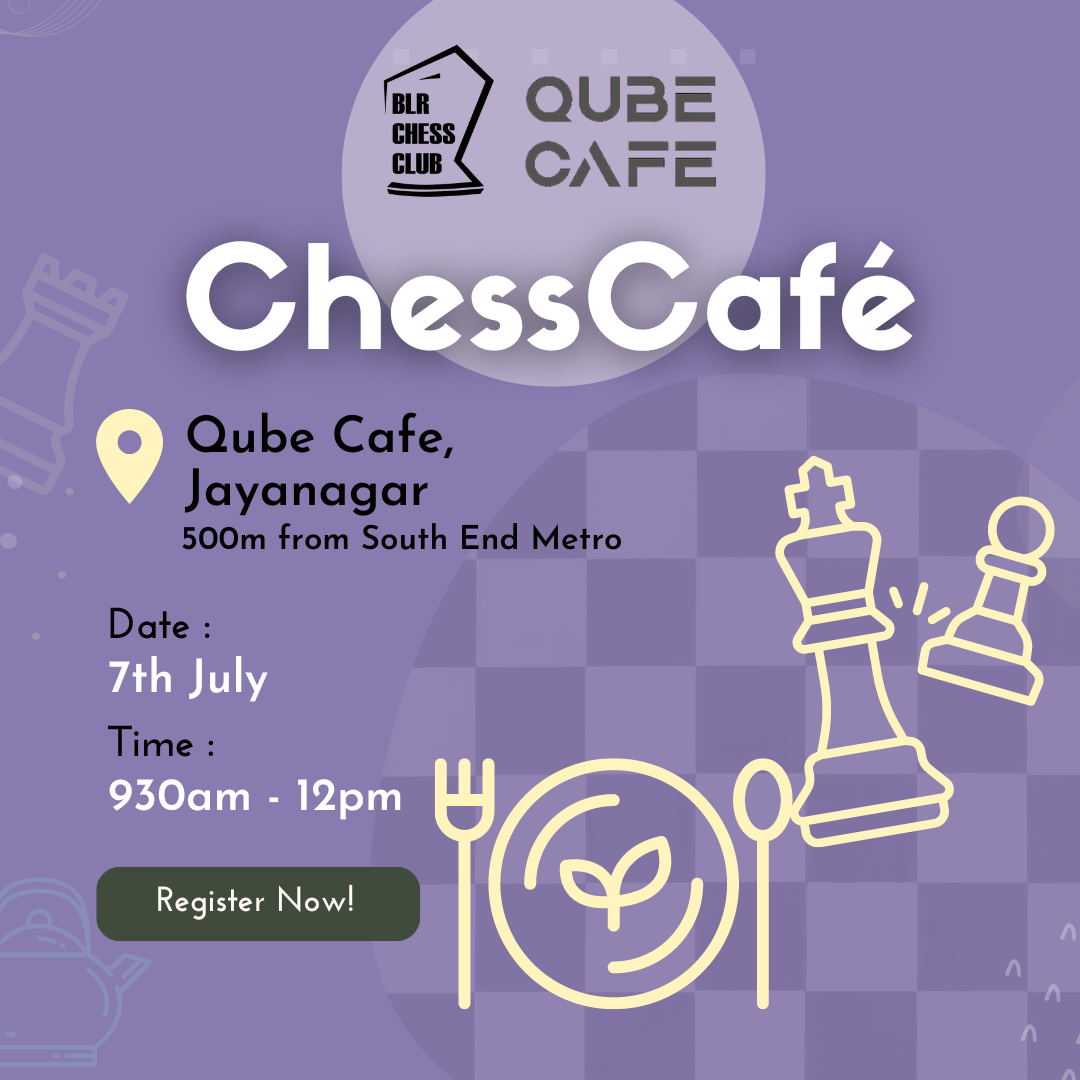 BLR
CHESS
CLUB
QUBE
CAFE
ChessCafé
Qube Cafe,
Jayanagar
500m from South End Metro
Date :
7th July
Time :
930am - 12pm
Register Now!